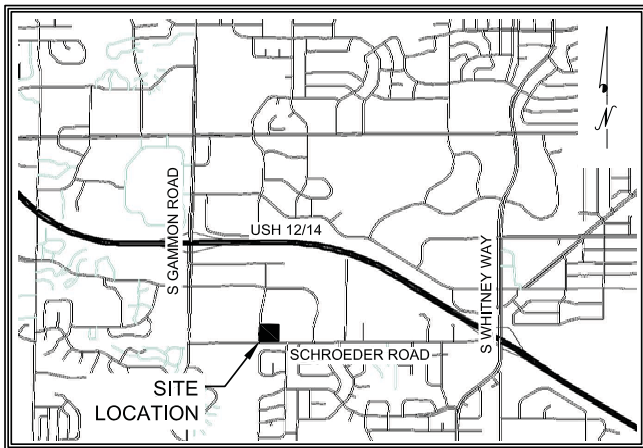 N
S GAMMON ROAD
USH 12/14
S WHITNEY WAY
SCHROEDER ROAD
SITE
LOCATION